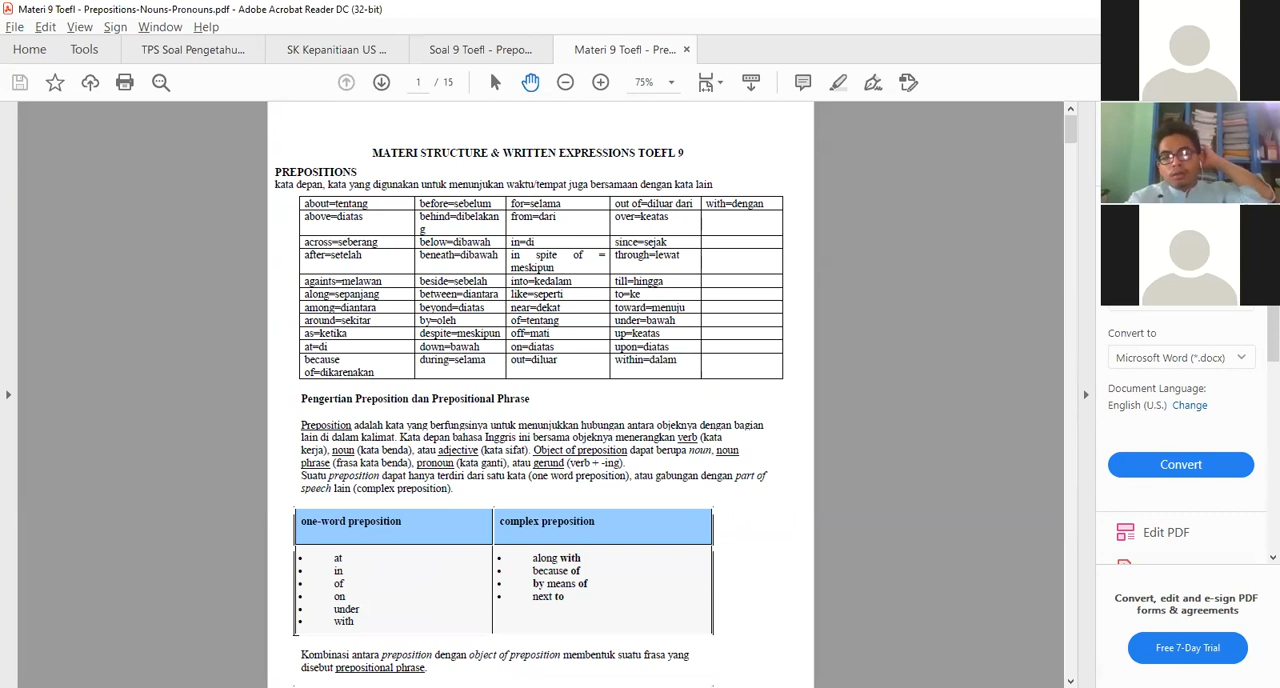 Materi 9 Toefl - Prepositions-Nouns-Pronouns.pdf - Adobe Acrobat Reader DC (32-bit)
File Edit View Sign Window Help
Home Tools TPS Soal Pengetahu... SK Kepanitiaan US ... Soal 9 Toefl - Prepo... Materi 9 Toefl - Pre... ×
1 / 15 75%
MATERI STRUCTURE & WRITTEN EXPRESSIONS TOEFL 9
PREPOSITIONS
kata depan, kata yang digunakan untuk menunjukan waktu/tempat juga bersamaan dengan kata lain
about=tentang before=sebelum for=selama out of=diluar dari with=dengan
above=diatas behind=dibelakan from=dari over=keatas
g
across=seberang below=dibawah in=di since=sejak
after=setelah beneath=dibawah in spite of = through=lewat
meskipun
againts=melawan beside=sebelah into=kedalam till=hingga
along=sepanjang between=diantara like=seperti to=ke
among=diantara beyond=diatas near=dekat toward=menuju
around=sekitar by=oleh of=tentang under=bawah
as=ketika despite=meskipun off=mati up=keatas
at=di down=bawah on=diatas upon=diatas
because during=selama out=diluar within=dalam
of=dikarenakan
Pengertian Preposition dan Prepositional Phrase
Preposition adalah kata yang berfungsinya untuk menunjukkan hubungan antara objeknya dengan bagian
lain di dalam kalimat. Kata depan bahasa Inggris ini bersama objeknya menerangkan verb (kata
kerja), noun (kata benda), atau adjective (kata sifat). Object of preposition dapat berupa noun, noun
phrase (frasa kata benda), pronoun (kata ganti), atau gerund (verb + -ing).
Suatu preposition dapat hanya terdiri dari satu kata (one word preposition), atau gabungan dengan part of
speech lain (complex preposition).
one-word preposition complex preposition
• at • along with
• in • because of
• of • by means of
• on • next to
• under
• with
Kombinasi antara preposition dengan object of preposition membentuk suatu frasa yang
disebut prepositional phrase.
Convert to
Microsoft Word (*.docx)
Document Language:
English (U.S.) Change
Convert
Edit PDF
Convert, edit and e-sign PDF
forms & agreements
Free 7-Day Trial